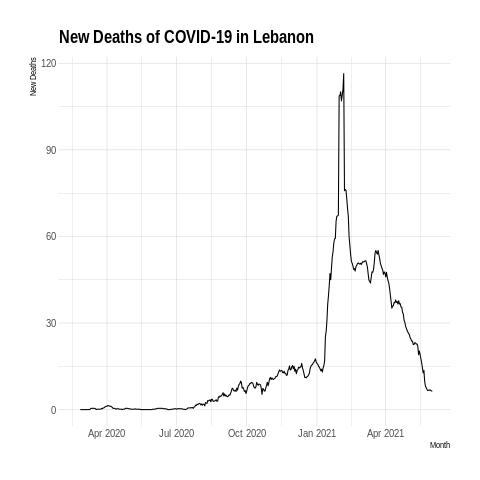 New Deaths of COVID-19 in Lebanon
New Deaths
120
90
60
30
0
Apr 2020 Jul 2020 Oct 2020 Jan 2021 Apr 2021
Month